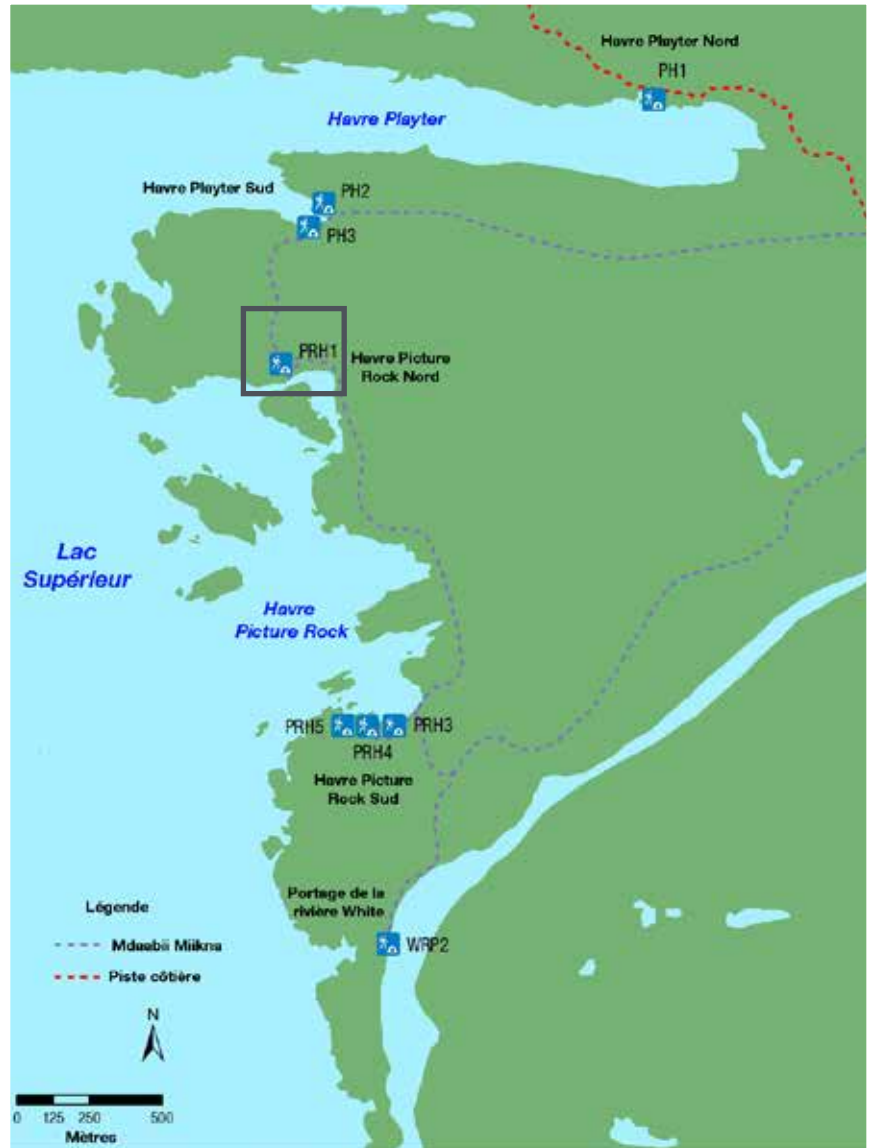 Havre Playter Nord
PH1
Havre Playter
Havre Playter Sud
PH2
PH3
PRH1
Havre Picture
Rock Nord
Lac
Supérieur
Havre
Picture Rock
PRH5
PRH3
PRH4
Havre Picture
Rock Sud
Portage de la
rivière White
WRP2
Légende
Mdaabii Miikna
Piste côtière
N
0 125 250 500
Mètres